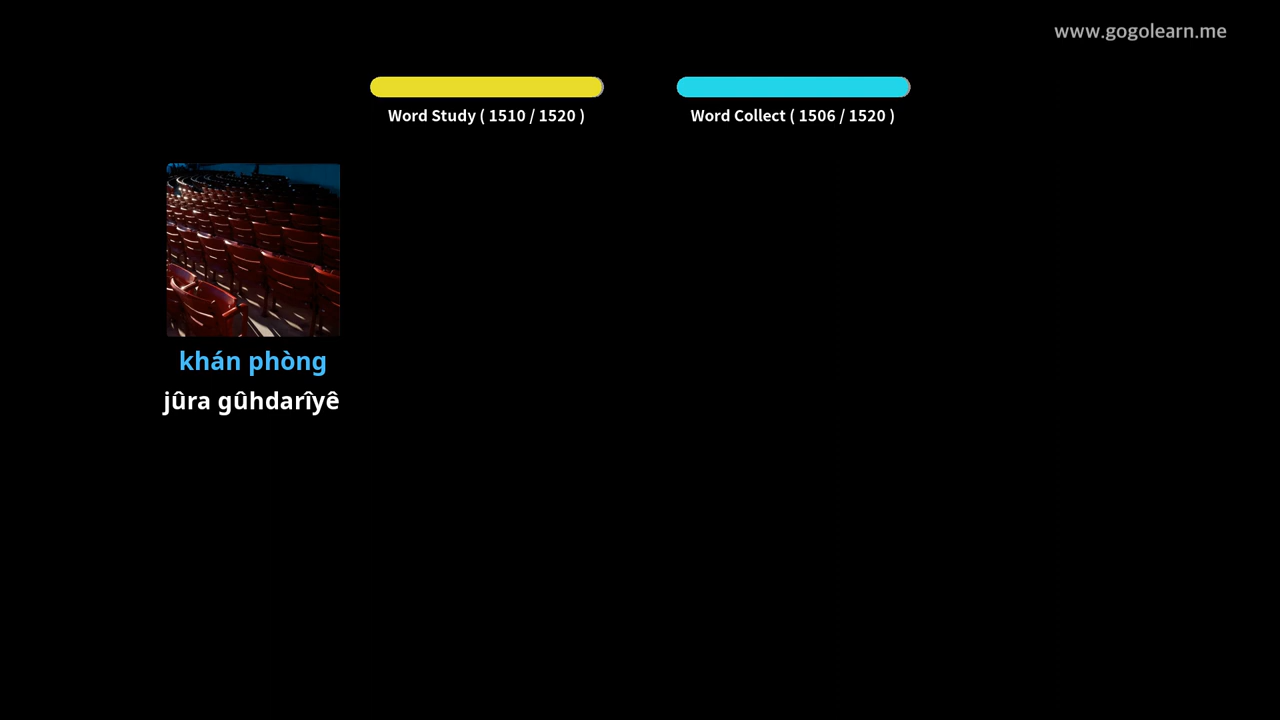 www.gogolearn.me
Word Study ( 1510 / 1520 )
Word Collect ( 1506 / 1520 )
khán phòng
jûra gûhdarîyê